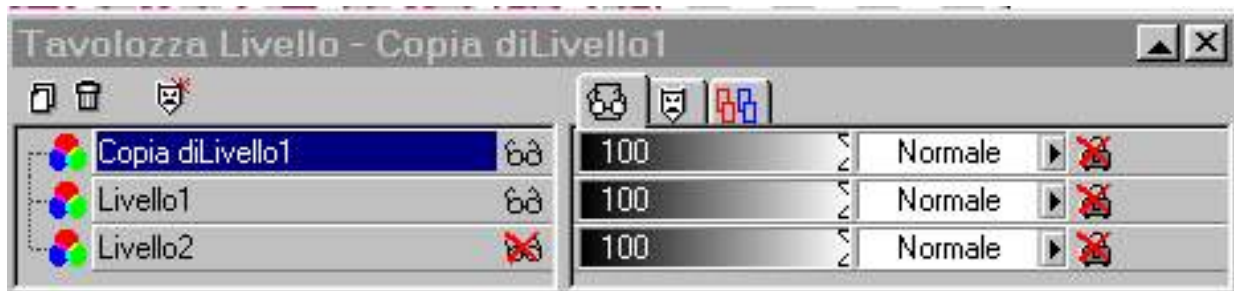 Tavolozza Livello - Copia diLivello1
Copia diLivello1 100 Normale
Livello1 100 Normale
Livello2 100 Normale